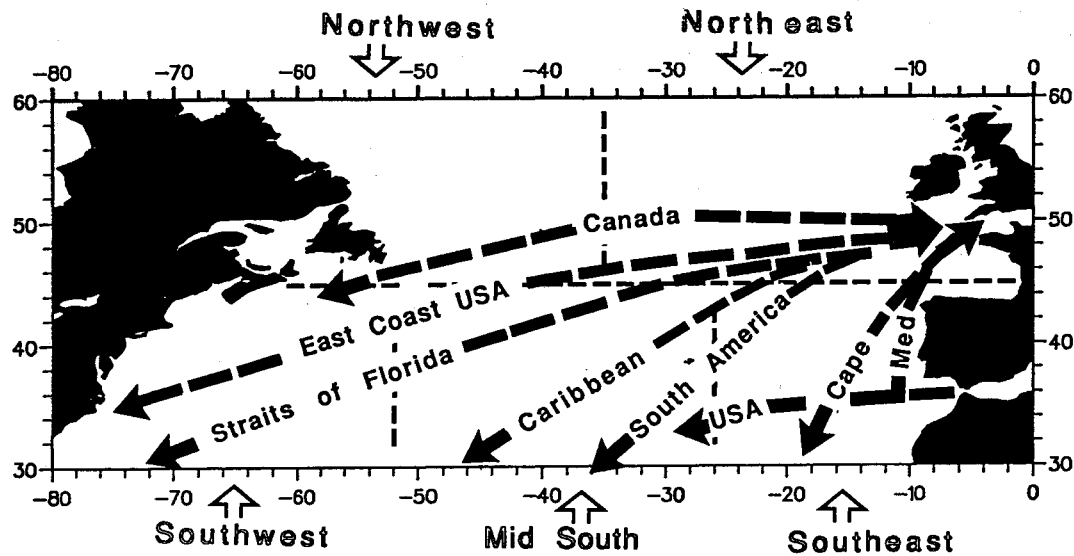 Northwest North east
-80 -70 -60 -50 -40 -30 -20 -10 0
60 60
50 50
40 40
30 30
Canada
East Coast USA
Straits of Florida
Caribbean
South America
USA
Cape
Med
-80 -70 -60 -50 -40 -30 -20 -10 0
Southwest Mid South Southeast